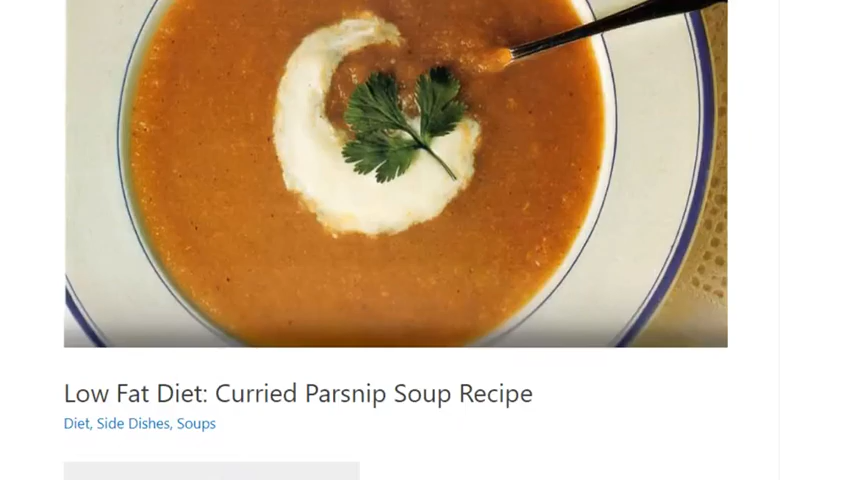 Low Fat Diet: Curried Parsnip Soup Recipe
Diet, Side Dishes, Soups